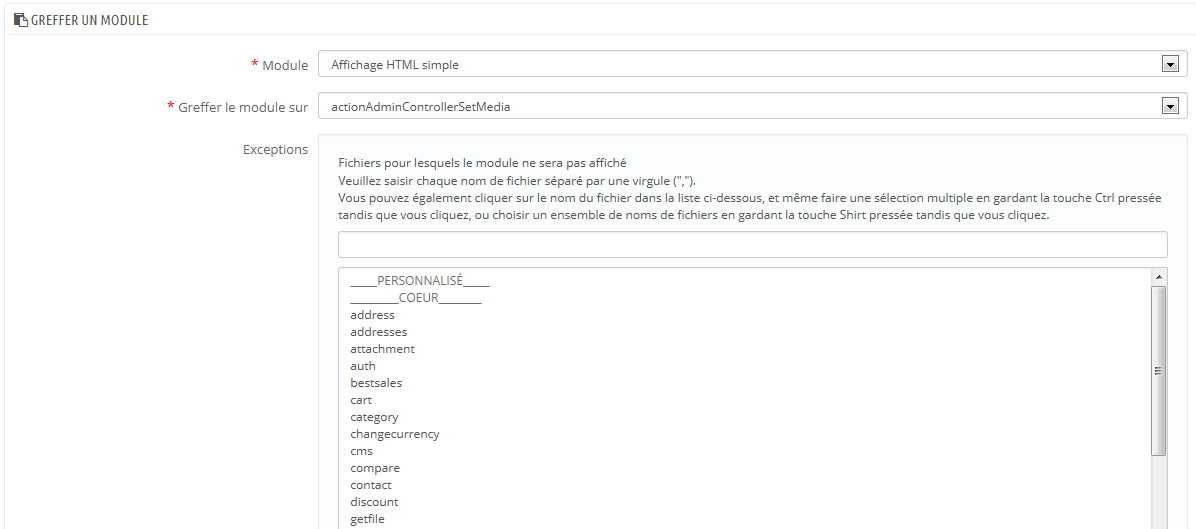 GREFFER UN MODULE
* Module
Affichage HTML simple
* Greffer le module sur
actionAdminControllerSetMedia
Exceptions
Fichiers pour lesquels le module ne sera pas affiché
Veuillez saisir chaque nom de fichier séparé par une virgule (",").
Vous pouvez également cliquer sur le nom du fichier dans la liste ci-dessous, et même faire une sélection multiple en gardant la touche Ctrl pressée
tandis que vous cliquez, ou choisir un ensemble de noms de fichiers en gardant la touche Shirt pressée tandis que vous cliquez.
_____PERSONNALISÉ_____
_________COEUR________
address
addresses
attachment
auth
bestsales
cart
category
changecurrency
cms
compare
contact
discount
getfile